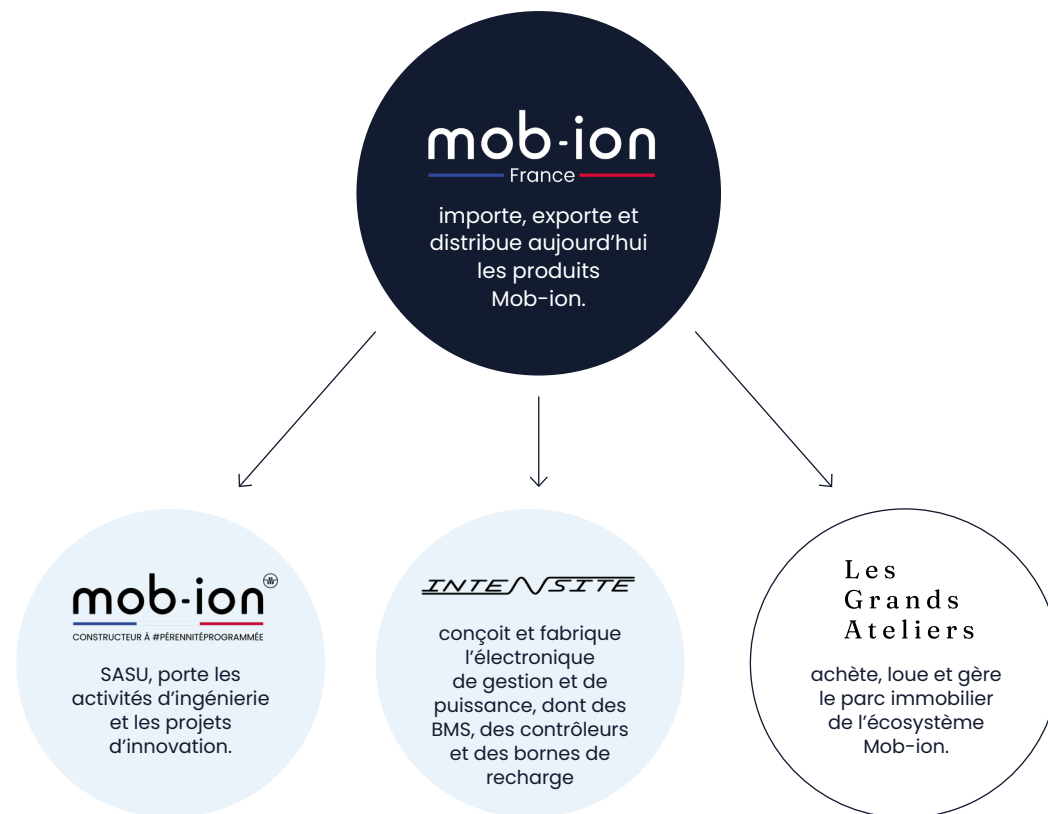 mob-ion
France
importe, exporte et
distribue aujourd’hui
les produits
Mob-ion.
mob-ion
CONSTRUCTEUR À #PÉRENNITÉPROGRAMMÉE
SASU, porte les
activités d’ingénierie
et les projets
d’innovation.
INTENSITE
conçoit et fabrique
l’électronique
de gestion et de
puissance, dont des
BMS, des contrôleurs
et des bornes de
recharge
Les
Grands
Ateliers
achète, loue et gère
le parc immobilier
de l’écosystème
Mob-ion.